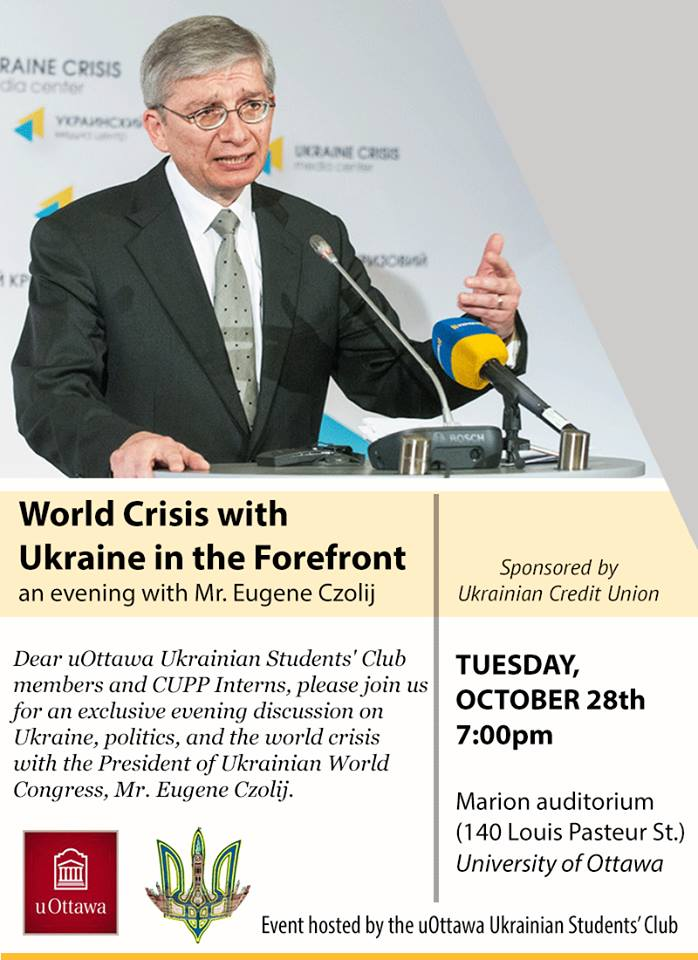 RAINE CRISIS
media center
УКРАИНСКИ
UKRAINE CRISIS
media center
Й КР
РИЗОВИЙ
BOSCH
World Crisis with
Ukraine in the Forefront
an evening with Mr. Eugene Czolij
Sponsored by
Ukrainian Credit Union
Dear uOttawa Ukrainian Students' Club
members and CUPP Interns, please join us
for an exclusive evening discussion on
Ukraine, politics, and the world crisis
with the President of Ukrainian World
Congress, Mr. Eugene Czolij.
TUESDAY,
OCTOBER 28th
7:00pm
Marion auditorium
(140 Louis Pasteur St.)
University of Ottawa
uOttawa
Event hosted by the uOttawa Ukrainian Students' Club